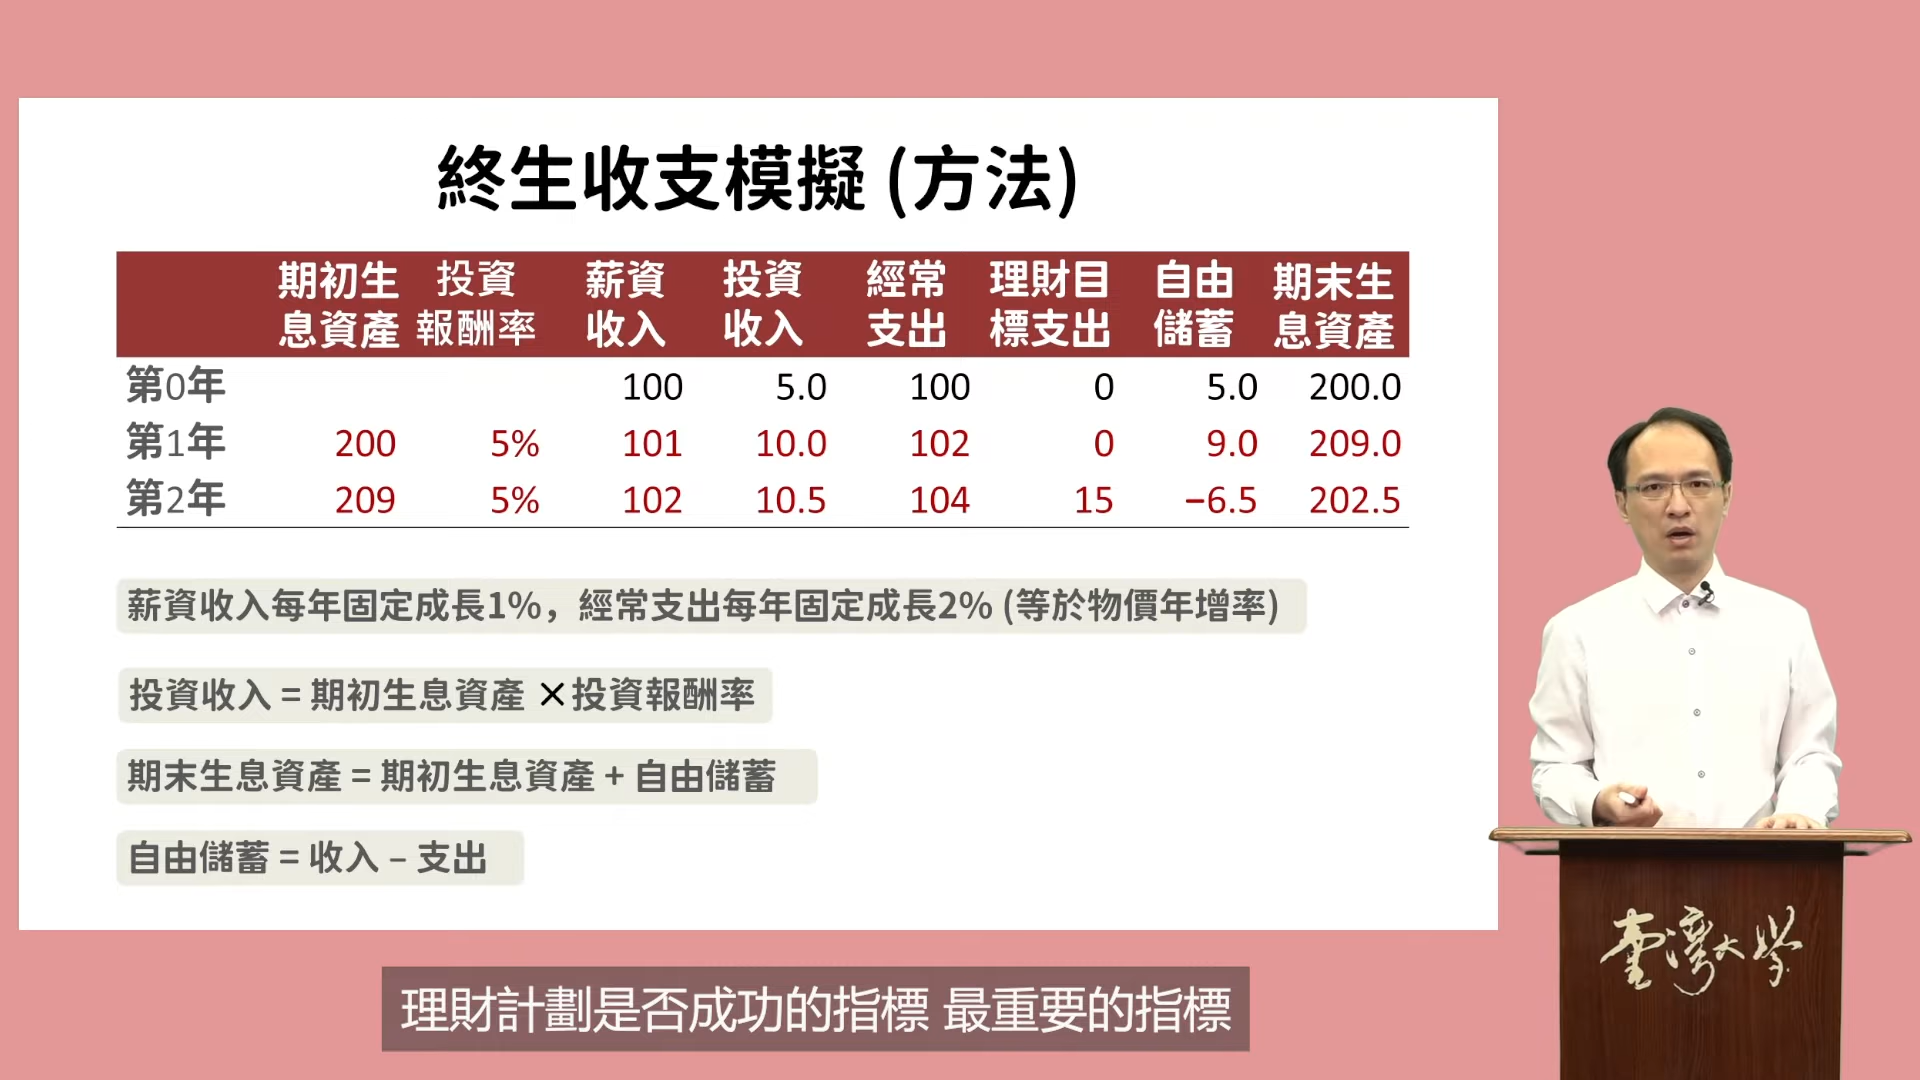 終生收支模擬 (方法)
期初生息資產 投資報酬率 薪資收入 投資收入 經常支出 理財目標支出 自由儲蓄 期末生息資產
第0年 100 5.0 100 0 5.0 200.0
第1年 200 5% 101 10.0 102 0 9.0 209.0
第2年 209 5% 102 10.5 104 15 −6.5 202.5
薪資收入每年固定成長1%，經常支出每年固定成長2% (等於物價年增率)
投資收入 = 期初生息資產 ×投資報酬率
期末生息資產 = 期初生息資產 + 自由儲蓄
自由儲蓄 = 收入 – 支出
臺灣大學
理財計劃是否成功的指標 最重要的指標